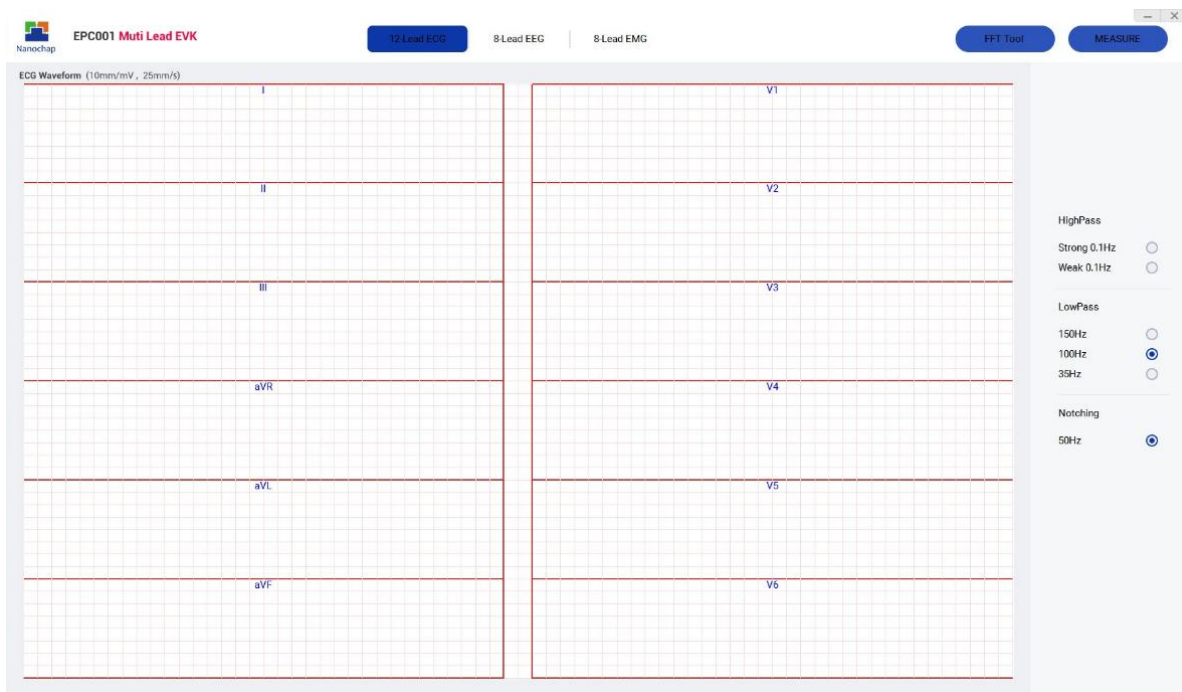 Nanochap
EPC001 Muti Lead EVK
12-Lead ECG
8-Lead EEG
8-Lead EMG
FFT Tool
MEASURE
ECG Waveform (10mm/mV , 25mm/s)
I
V1
II
V2
III
V3
aVR
V4
aVL
V5
aVF
V6
HighPass
Strong 0.1Hz
Weak 0.1Hz
LowPass
150Hz
100Hz
35Hz
Notching
50Hz